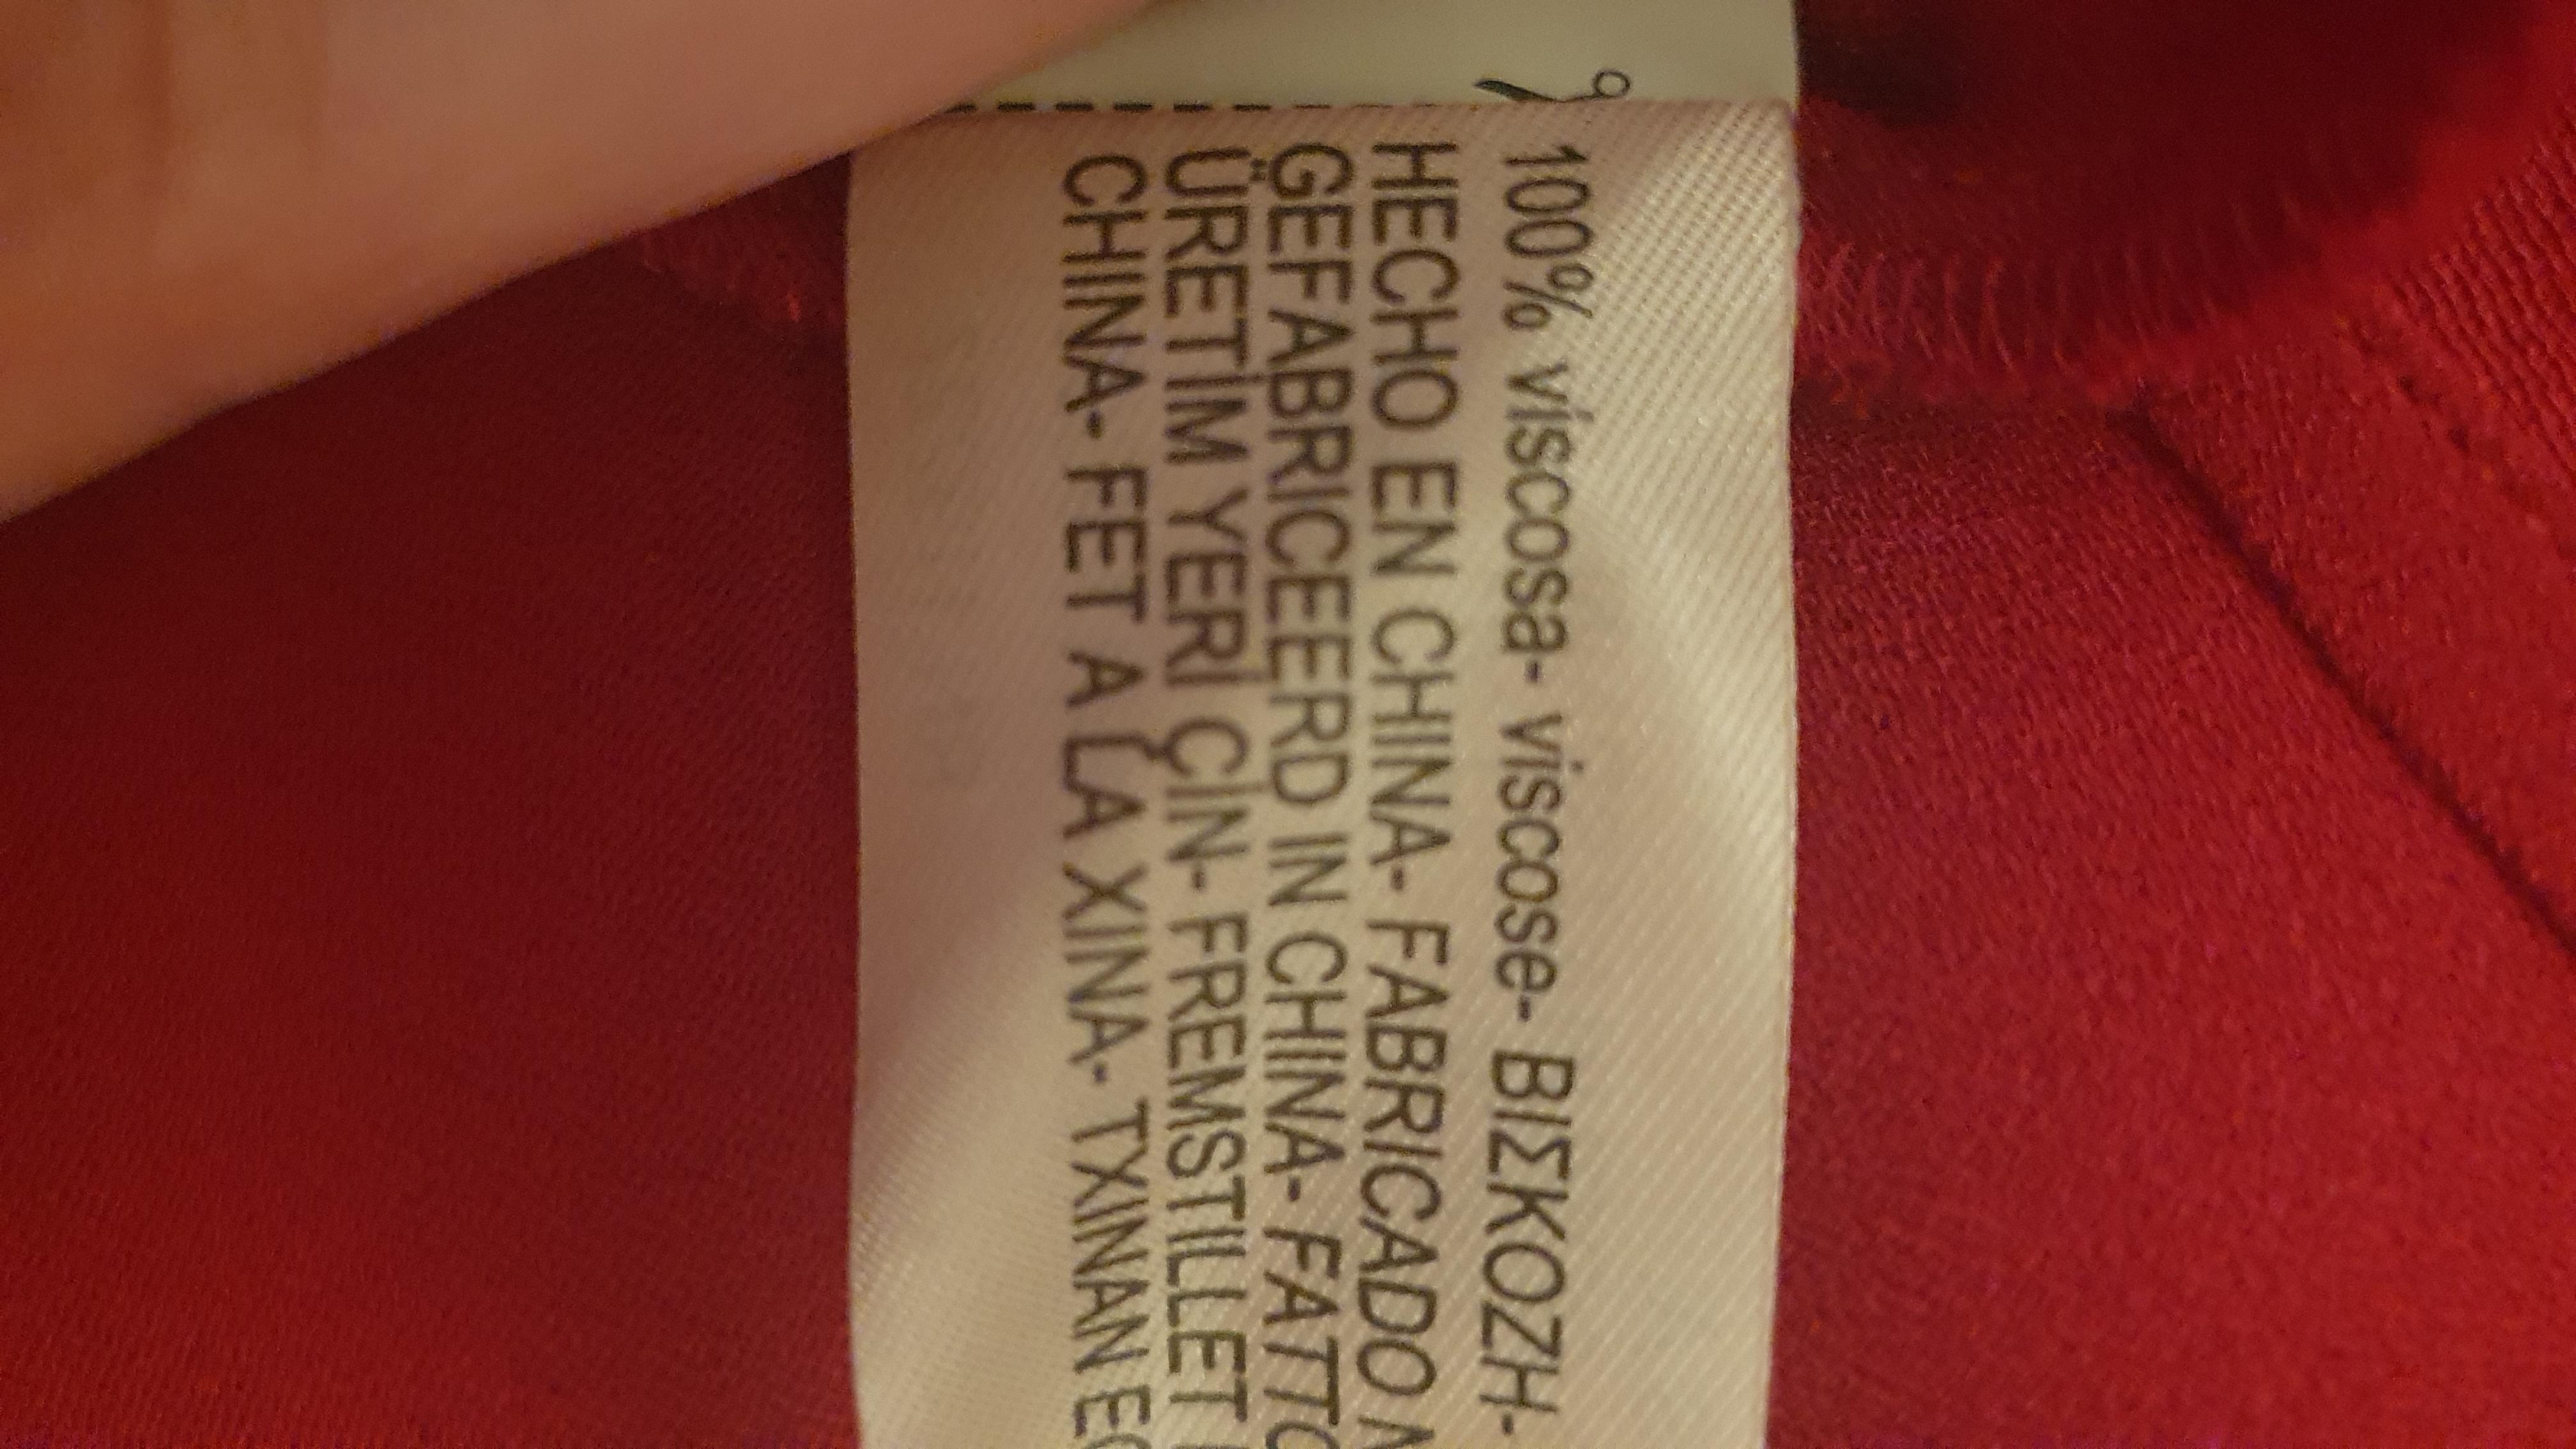 100% viscosa- viscose- ΒΙΣΚΟΖΗ-
HECHO EN CHINA- FABRICADO
GEFABRICEERD IN CHINA- FATTO
ÜRETİM YERİ ÇİN- FREMSTILLET
CHINA- FET A LA XINA- TXINAN